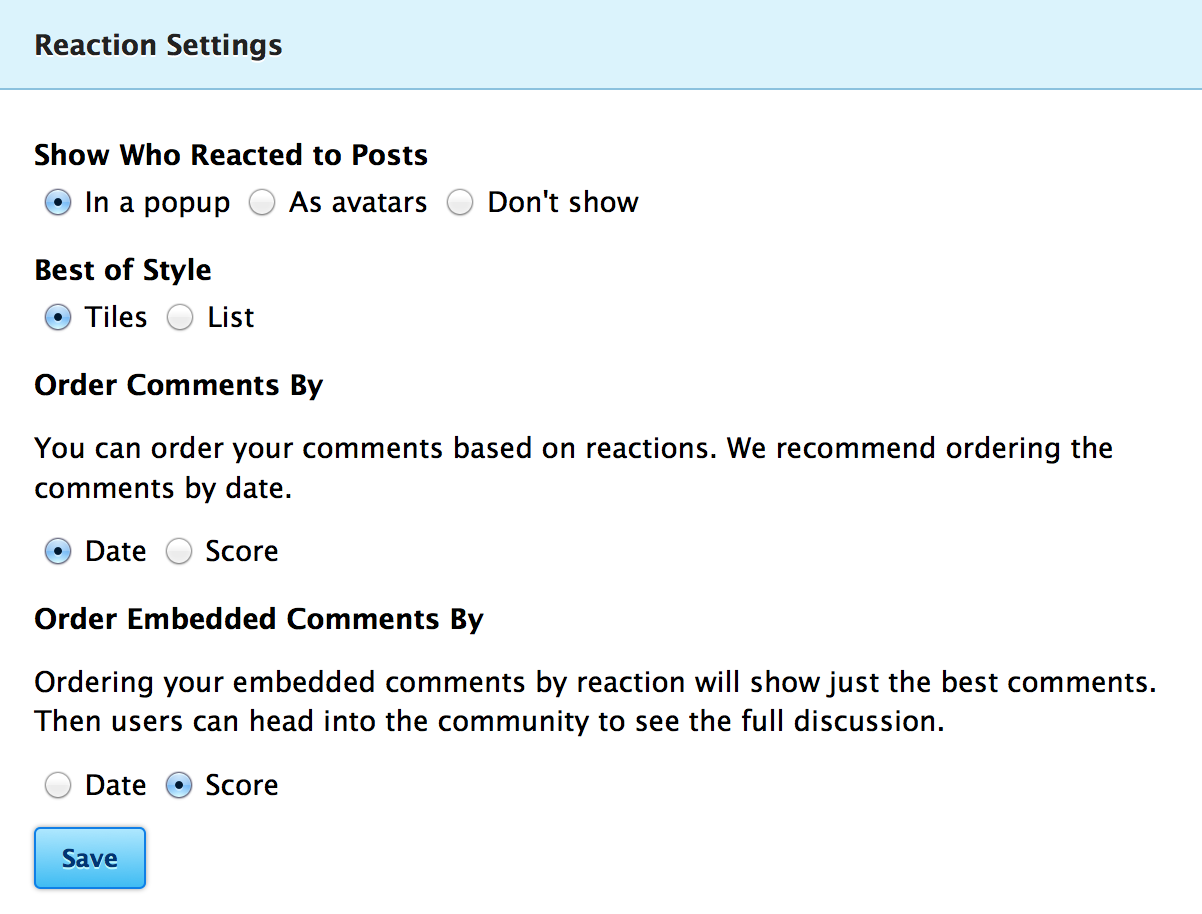 Reaction Settings
Show Who Reacted to Posts
In a popup As avatars Don't show
Best of Style
Tiles List
Order Comments By
You can order your comments based on reactions. We recommend ordering the
comments by date.
Date Score
Order Embedded Comments By
Ordering your embedded comments by reaction will show just the best comments.
Then users can head into the community to see the full discussion.
Date Score
Save